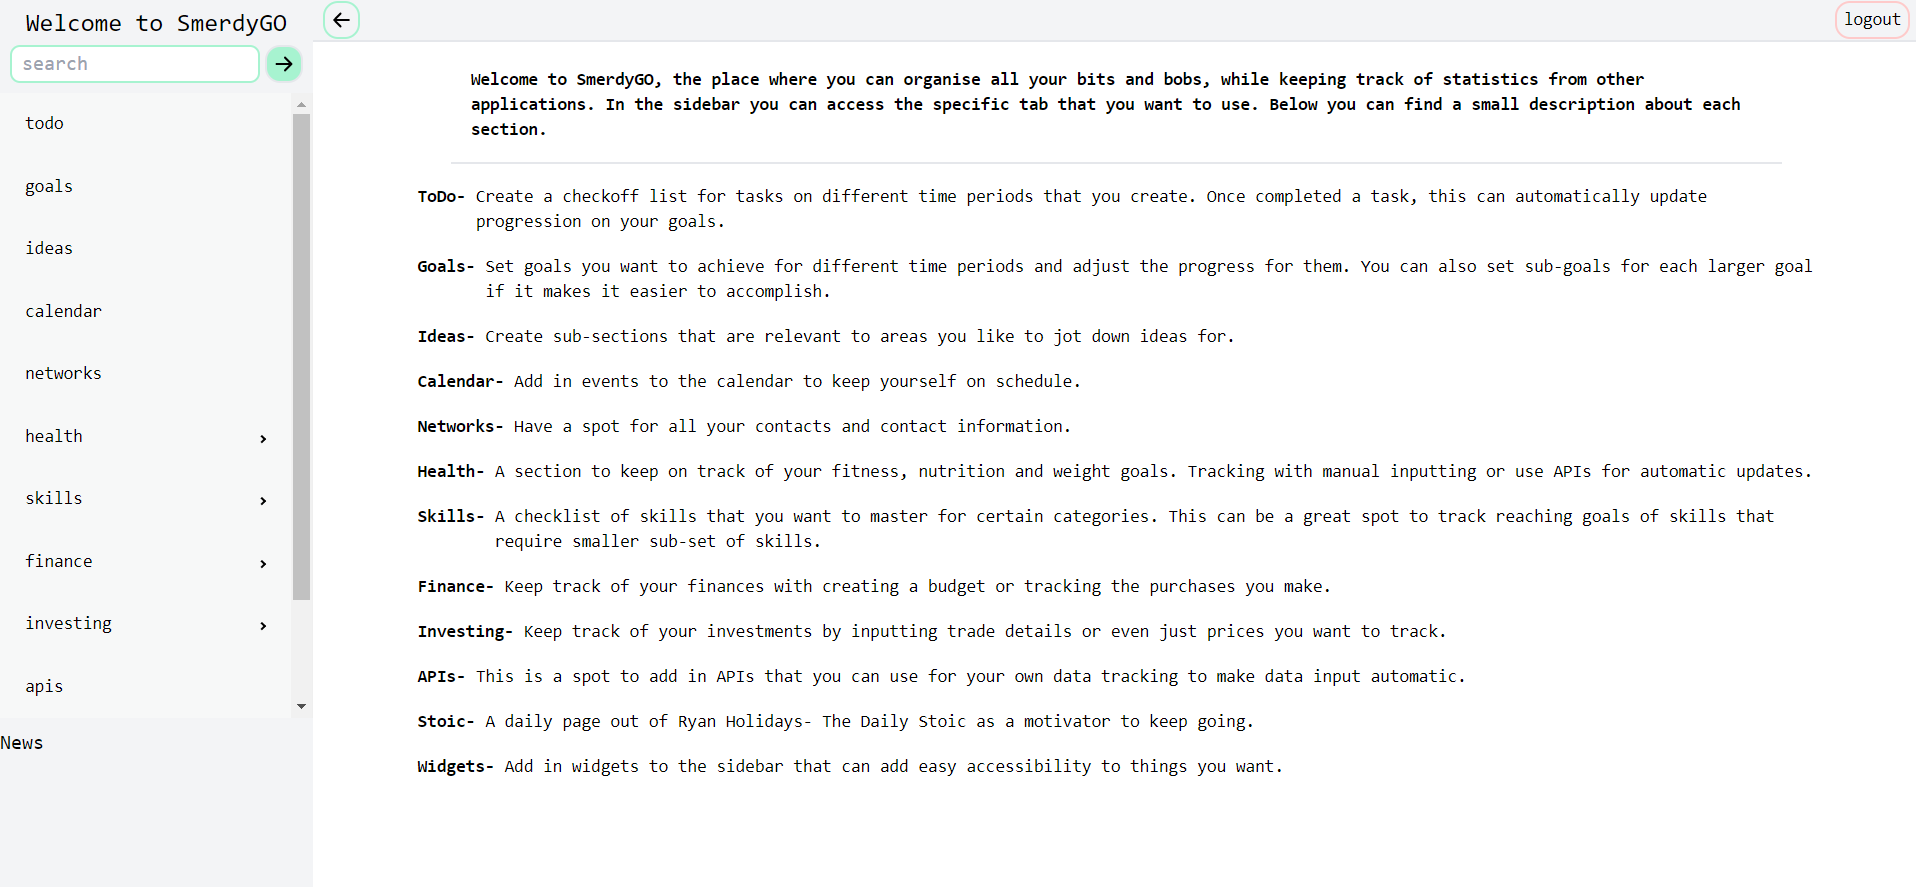 Welcome to SmerdyGO
search
todo
goals
ideas
calendar
networks
health
skills
finance
investing
apis
News
logout
Welcome to SmerdyGO, the place where you can organise all your bits and bobs, while keeping track of statistics from other
applications. In the sidebar you can access the specific tab that you want to use. Below you can find a small description about each
section.
ToDo- Create a checkoff list for tasks on different time periods that you create. Once completed a task, this can automatically update
progression on your goals.
Goals- Set goals you want to achieve for different time periods and adjust the progress for them. You can also set sub-goals for each larger goal
if it makes it easier to accomplish.
Ideas- Create sub-sections that are relevant to areas you like to jot down ideas for.
Calendar- Add in events to the calendar to keep yourself on schedule.
Networks- Have a spot for all your contacts and contact information.
Health- A section to keep on track of your fitness, nutrition and weight goals. Tracking with manual inputting or use APIs for automatic updates.
Skills- A checklist of skills that you want to master for certain categories. This can be a great spot to track reaching goals of skills that
require smaller sub-set of skills.
Finance- Keep track of your finances with creating a budget or tracking the purchases you make.
Investing- Keep track of your investments by inputting trade details or even just prices you want to track.
APIs- This is a spot to add in APIs that you can use for your own data tracking to make data input automatic.
Stoic- A daily page out of Ryan Holidays- The Daily Stoic as a motivator to keep going.
Widgets- Add in widgets to the sidebar that can add easy accessibility to things you want.